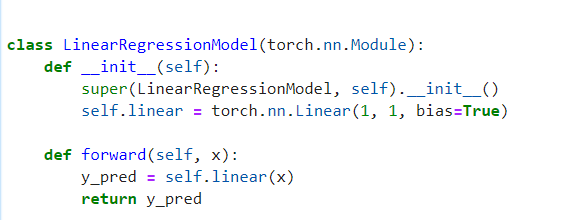 class LinearRegressionModel(torch.nn.Module):
    def __init__(self):
        super(LinearRegressionModel, self).__init__()
        self.linear = torch.nn.Linear(1, 1, bias=True)

    def forward(self, x):
        y_pred = self.linear(x)
        return y_pred